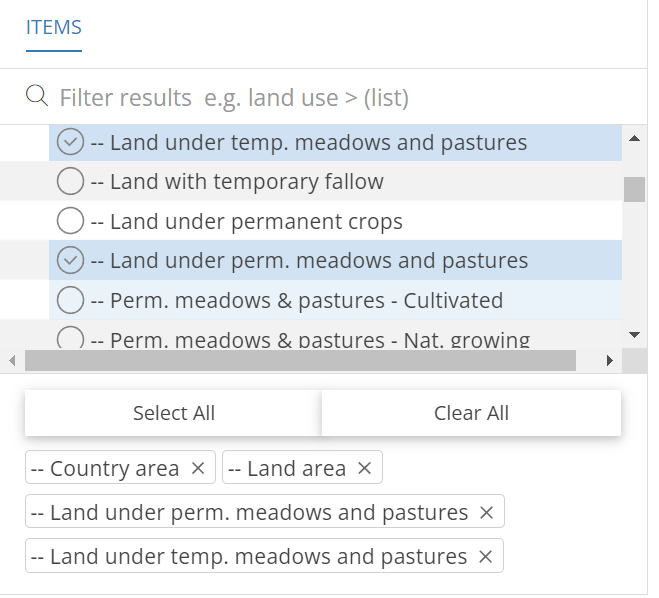 ITEMS
Filter results e.g. land use > (list)
-- Land under temp. meadows and pastures
-- Land with temporary fallow
-- Land under permanent crops
-- Land under perm. meadows and pastures
-- Perm. meadows & pastures - Cultivated
-- Perm. meadows & pastures - Nat. growing
Select All Clear All
-- Country area × -- Land area ×
-- Land under perm. meadows and pastures ×
-- Land under temp. meadows and pastures ×